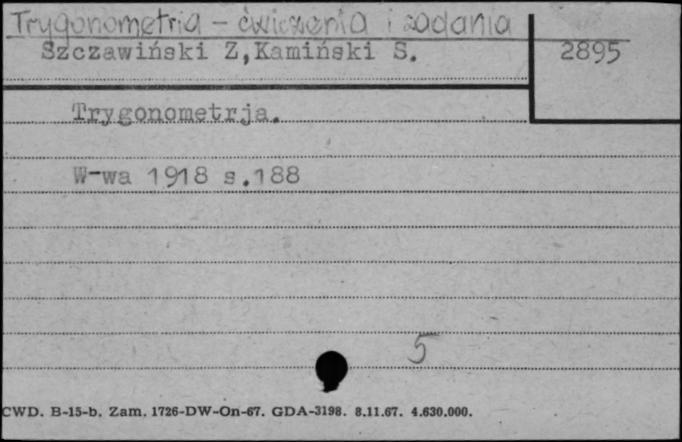 Trygonometria - ćwiczenia i zadania
Szczawiński Z,Kamiński S.
2895
Trygonometrja.
W-wa 1918 s.188
5
CWD. B-15-b. Zam. 1726-DW-On-67. GDA-3198. 8.11.67. 4.630.000.